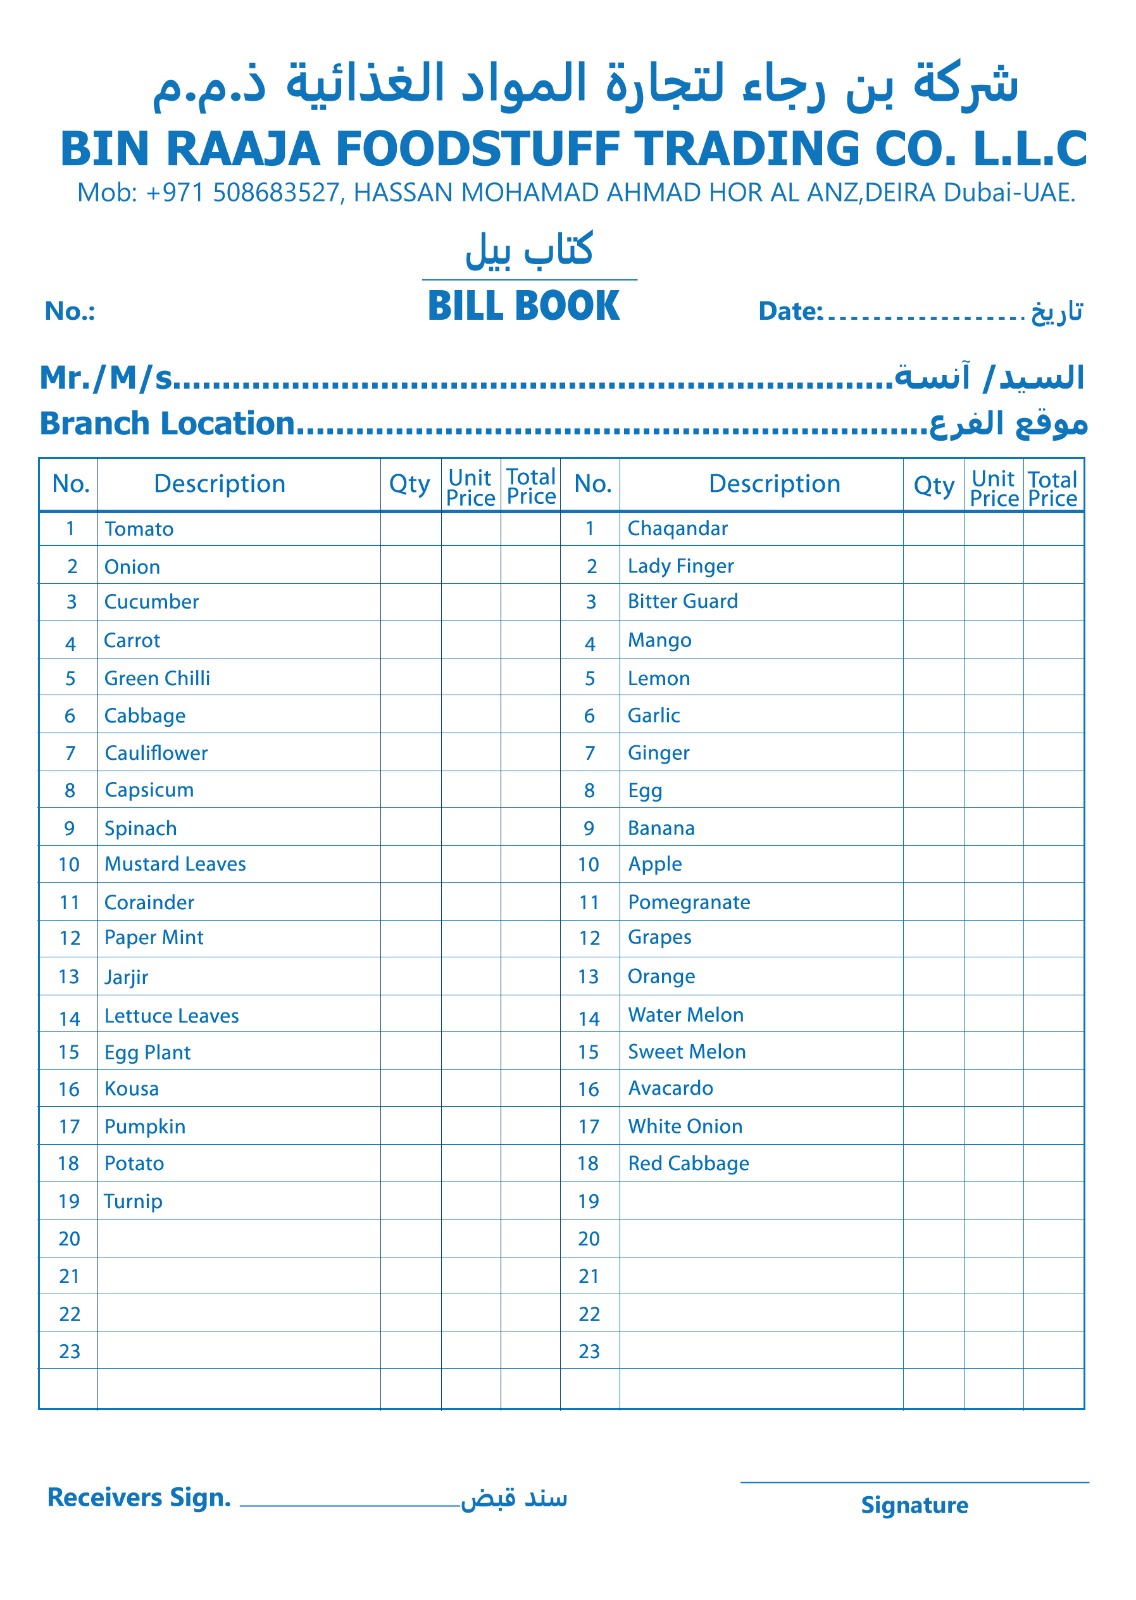 شركة بن رجاء لتجارة المواد الغذائية ذ.م.م
BIN RAAJA FOODSTUFF TRADING CO. L.L.C
Mob: +971 508683527, HASSAN MOHAMAD AHMAD HOR AL ANZ,DEIRA Dubai-UAE.
كتاب بيل
No.: BILL BOOK Date:.................. تاريخ
Mr./M/s........................................................................السيد/ آنسة
Branch Location...............................................................موقع الفرع
No. Description Qty Unit Price Total Price No. Description Qty Unit Price Total Price
1 Tomato 1 Chaqandar
2 Onion 2 Lady Finger
3 Cucumber 3 Bitter Guard
4 Carrot 4 Mango
5 Green Chilli 5 Lemon
6 Cabbage 6 Garlic
7 Cauliflower 7 Ginger
8 Capsicum 8 Egg
9 Spinach 9 Banana
10 Mustard Leaves 10 Apple
11 Corainder 11 Pomegranate
12 Paper Mint 12 Grapes
13 Jarjir 13 Orange
14 Lettuce Leaves 14 Water Melon
15 Egg Plant 15 Sweet Melon
16 Kousa 16 Avacardo
17 Pumpkin 17 White Onion
18 Potato 18 Red Cabbage
19 Turnip 19
20 20
21 21
22 22
23 23
Receivers Sign. ____________________سند قبض
Signature